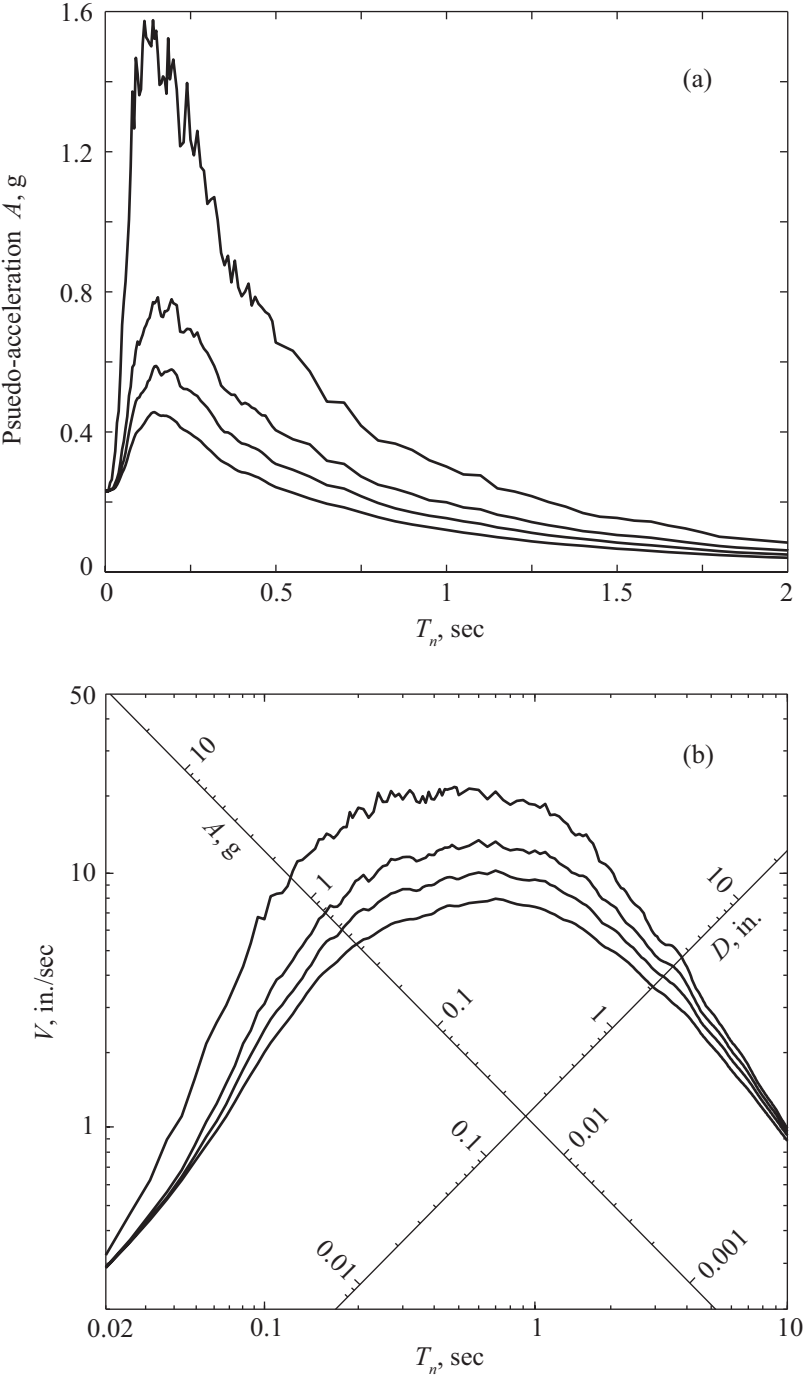 1.6
(a)
1.2
Psuedo-acceleration A, g
0.8
0.4
0
0 0.5 1 1.5 2
Tn, sec
50
(b)
10
A, g
10
1
10
D, in.
V, in./sec
0.1
1
1
0.1
0.01
0.01
0.001
0.02 0.1 1 10
Tn, sec